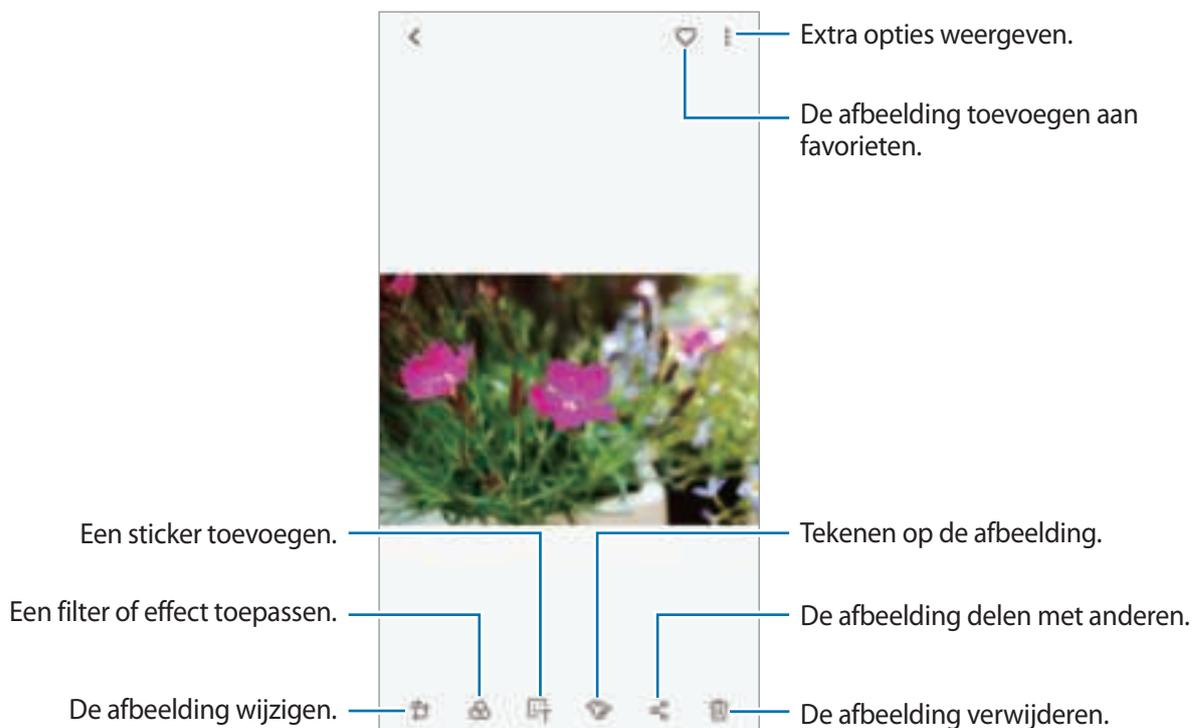 Extra opties weergeven.
De afbeelding toevoegen aan
favorieten.
Een sticker toevoegen.
Tekenen op de afbeelding.
Een filter of effect toepassen.
De afbeelding delen met anderen.
De afbeelding wijzigen.
De afbeelding verwijderen.